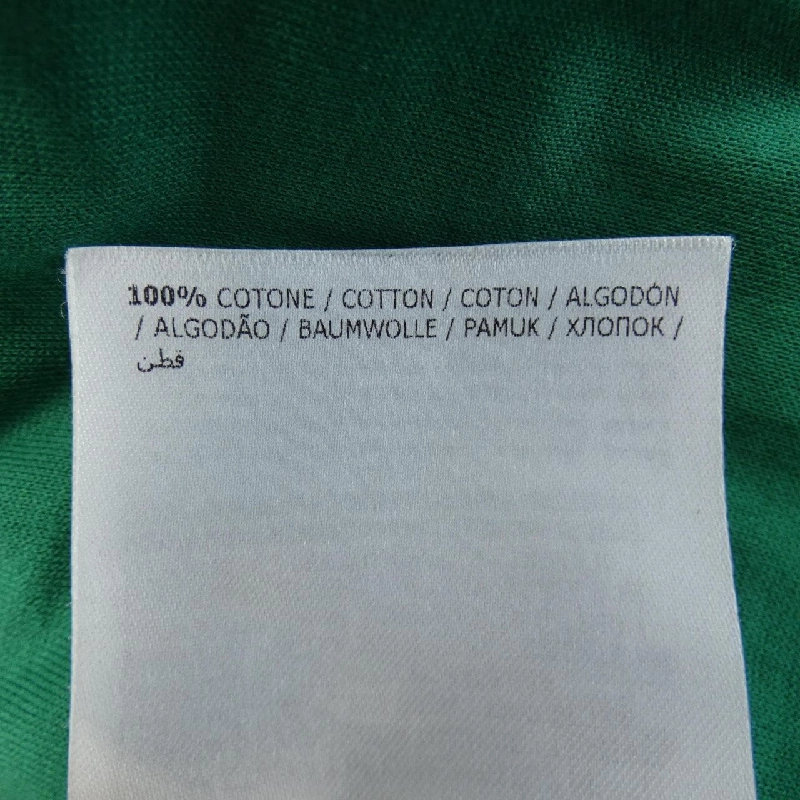 100% COTONE / COTTON / COTON / ALGODÓN
/ ALGODÃO / BAUMWOLLE / PAMUK / ХЛОПОК /
قطن